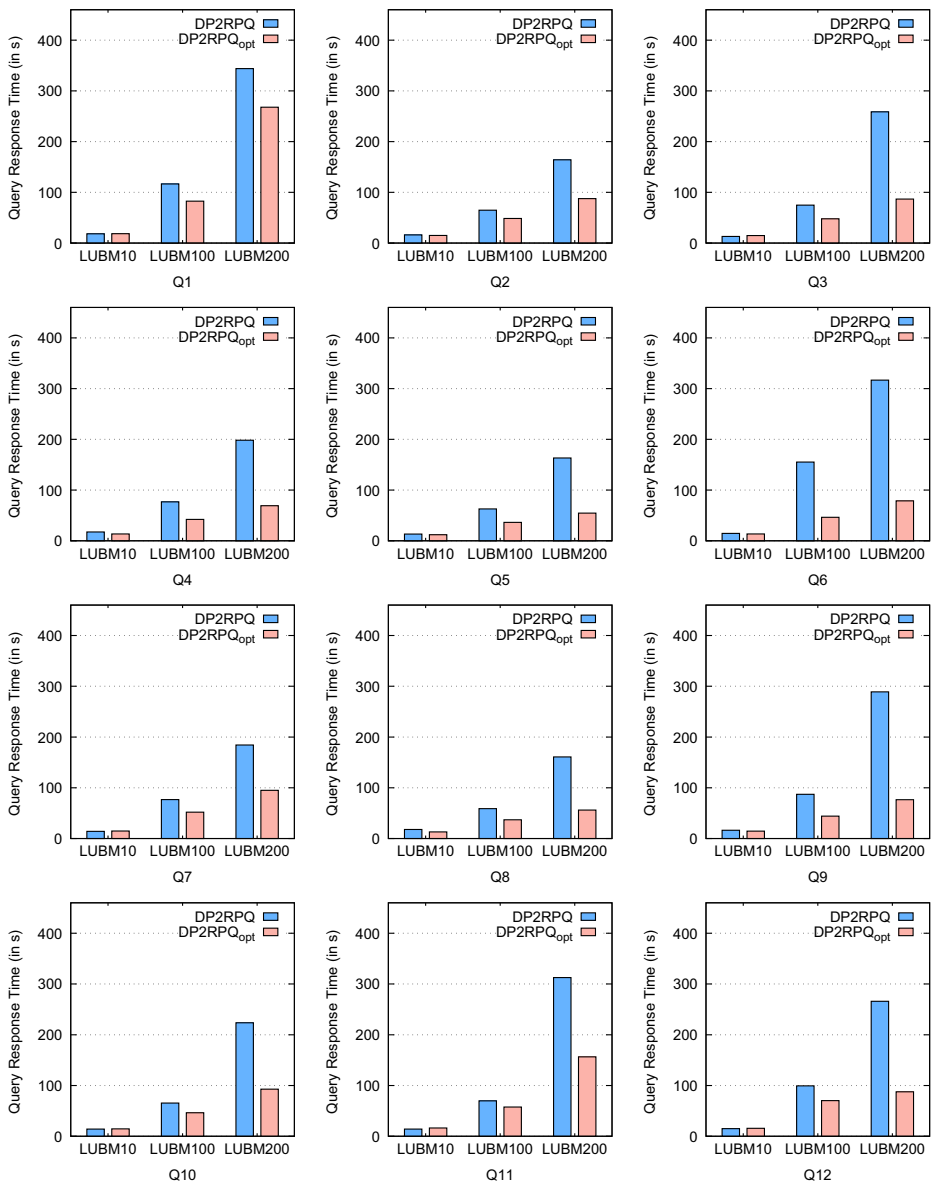 Query Response Time (in s)
400
300
200
100
0
DP2RPQ
DP2RPQopt
LUBM10 LUBM100 LUBM200
Q1
Query Response Time (in s)
400
300
200
100
0
DP2RPQ
DP2RPQopt
LUBM10 LUBM100 LUBM200
Q2
Query Response Time (in s)
400
300
200
100
0
DP2RPQ
DP2RPQopt
LUBM10 LUBM100 LUBM200
Q3
Query Response Time (in s)
400
300
200
100
0
DP2RPQ
DP2RPQopt
LUBM10 LUBM100 LUBM200
Q4
Query Response Time (in s)
400
300
200
100
0
DP2RPQ
DP2RPQopt
LUBM10 LUBM100 LUBM200
Q5
Query Response Time (in s)
400
300
200
100
0
DP2RPQ
DP2RPQopt
LUBM10 LUBM100 LUBM200
Q6
Query Response Time (in s)
400
300
200
100
0
DP2RPQ
DP2RPQopt
LUBM10 LUBM100 LUBM200
Q7
Query Response Time (in s)
400
300
200
100
0
DP2RPQ
DP2RPQopt
LUBM10 LUBM100 LUBM200
Q8
Query Response Time (in s)
400
300
200
100
0
DP2RPQ
DP2RPQopt
LUBM10 LUBM100 LUBM200
Q9
Query Response Time (in s)
400
300
200
100
0
DP2RPQ
DP2RPQopt
LUBM10 LUBM100 LUBM200
Q10
Query Response Time (in s)
400
300
200
100
0
DP2RPQ
DP2RPQopt
LUBM10 LUBM100 LUBM200
Q11
Query Response Time (in s)
400
300
200
100
0
DP2RPQ
DP2RPQopt
LUBM10 LUBM100 LUBM200
Q12